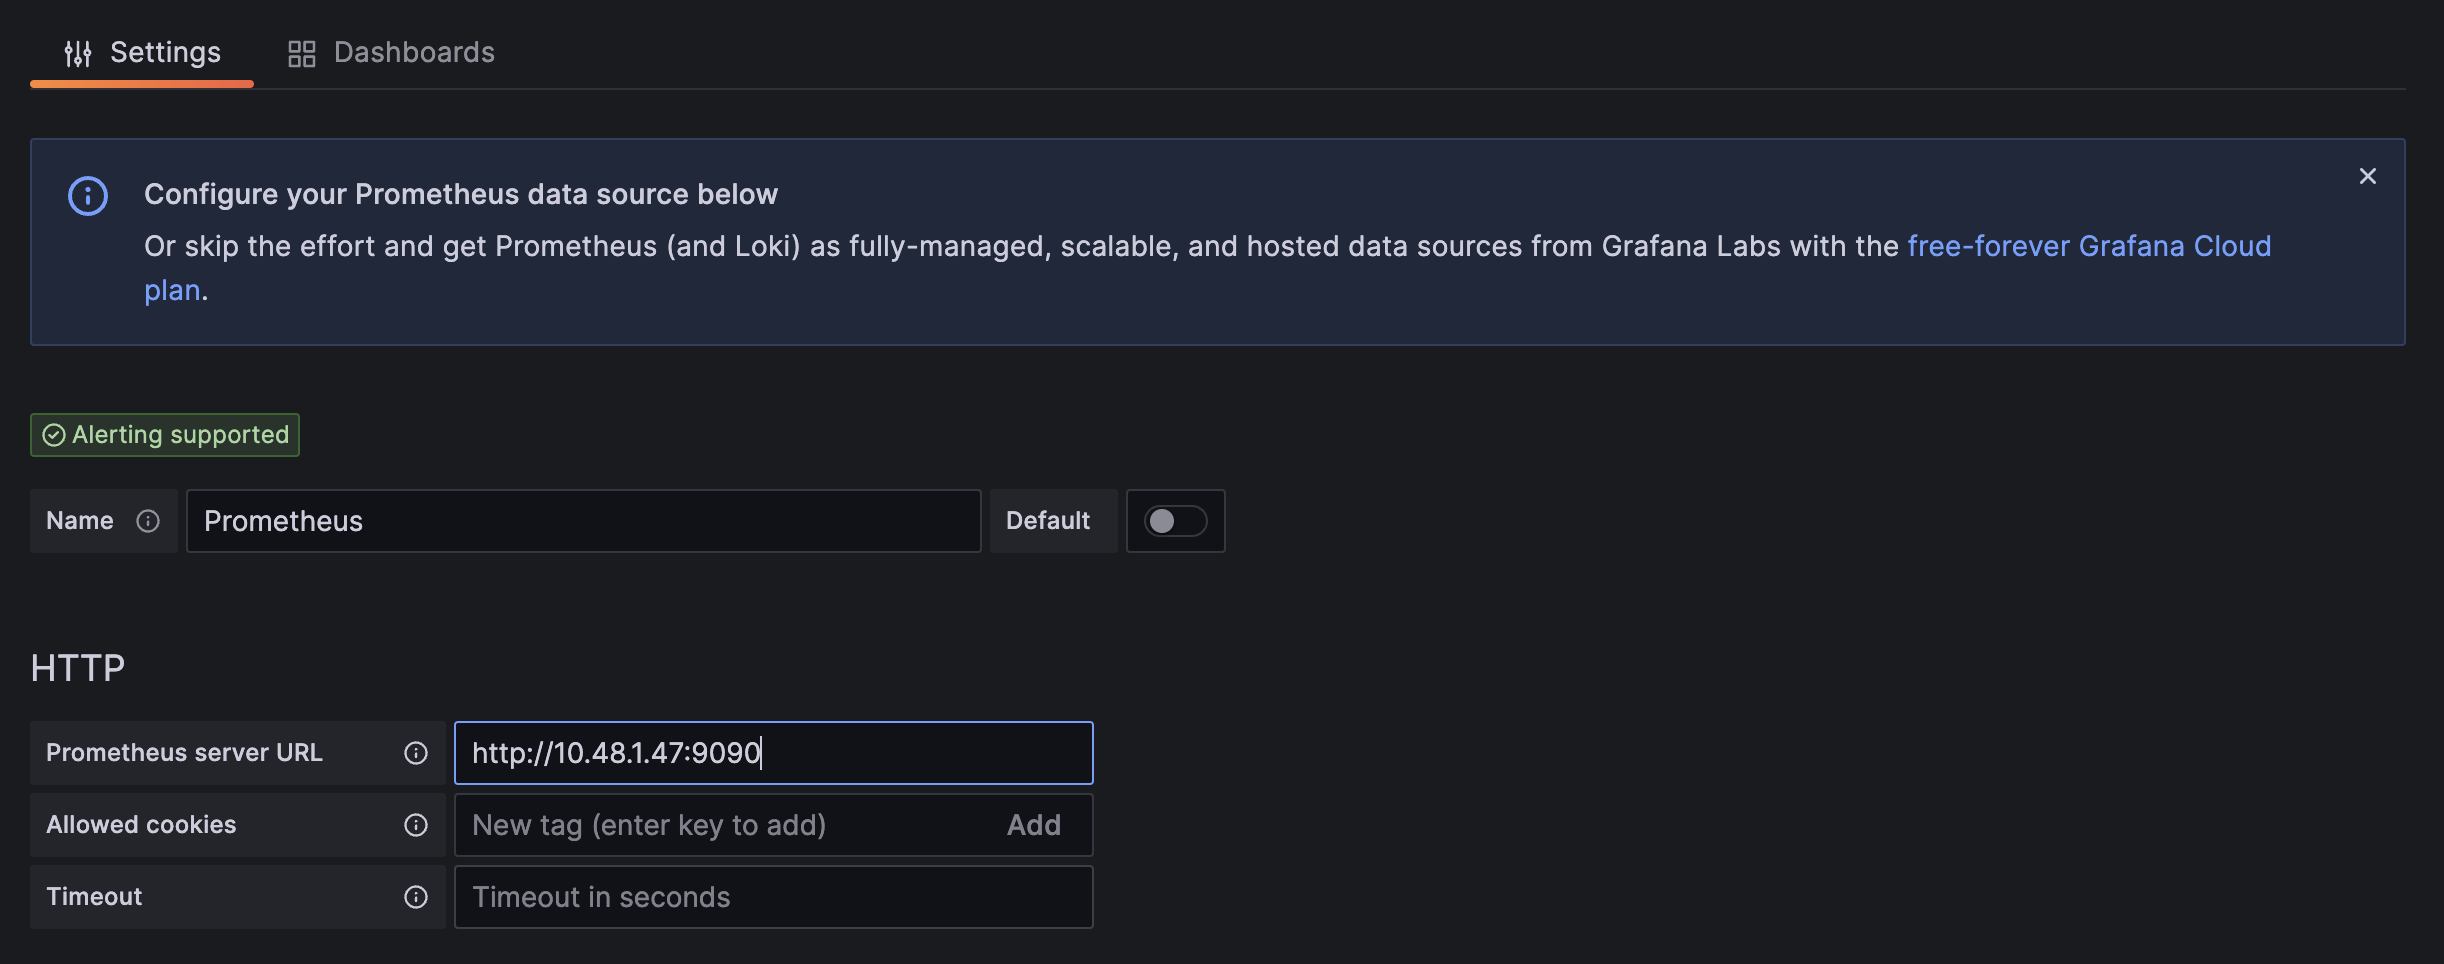 Settings
Dashboards
Configure your Prometheus data source below
Or skip the effort and get Prometheus (and Loki) as fully-managed, scalable, and hosted data sources from Grafana Labs with the free-forever Grafana Cloud
plan.
Alerting supported
Name
Prometheus
Default
HTTP
Prometheus server URL
http://10.48.1.47:9090
Allowed cookies
New tag (enter key to add)
Add
Timeout
Timeout in seconds